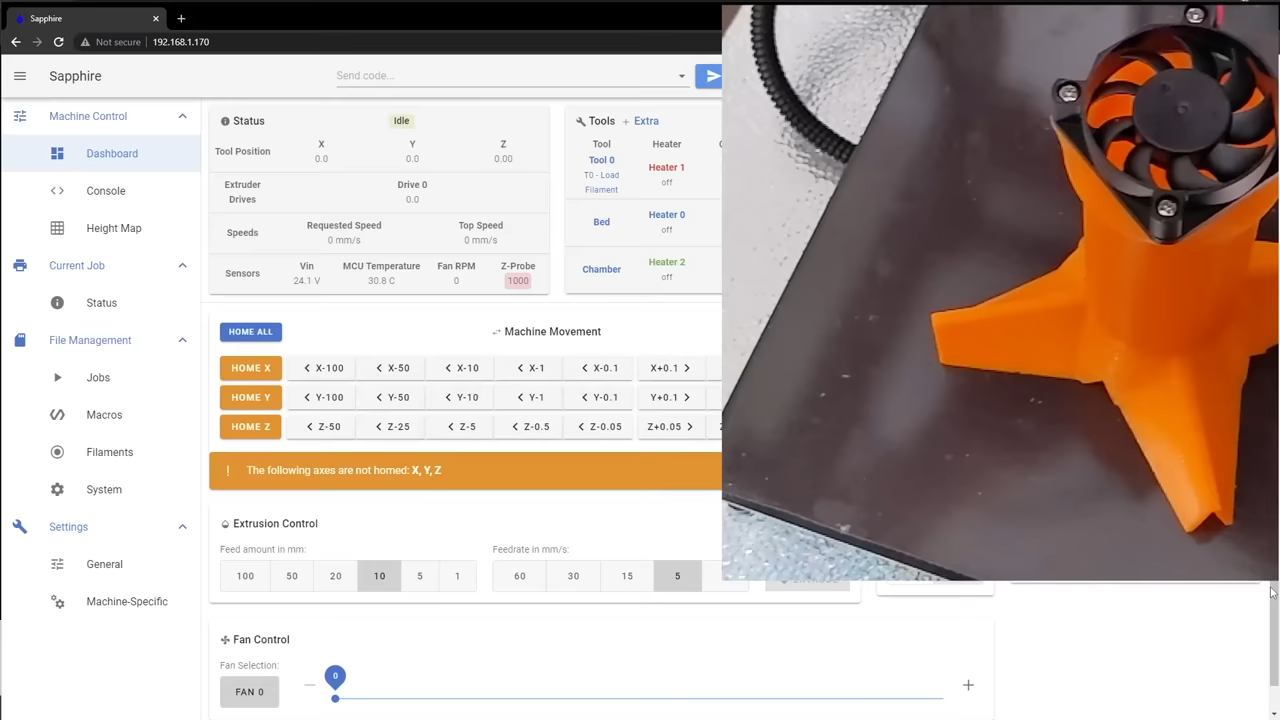 Sapphire
Not secure 192.168.1.170
Sapphire
Send code...
Machine Control
Dashboard
Console
Height Map
Current Job
Status
File Management
Jobs
Macros
Filaments
System
Settings
General
Machine-Specific
Status Idle
Tool Position X Y Z
0.0 0.0 0.00
Extruder Drives Drive 0
0.0
Speeds Requested Speed Top Speed
0 mm/s 0 mm/s
Sensors Vin MCU Temperature Fan RPM Z-Probe
24.1 V 30.8 C 0 1000
Tools + Extra
Tool Heater
Tool 0 Heater 1
T0 - Load Filament off
Bed Heater 0
off
Chamber Heater 2
off
HOME ALL Machine Movement
HOME X X-100 X-50 X-10 X-1 X-0.1 X+0.1
HOME Y Y-100 Y-50 Y-10 Y-1 Y-0.1 Y+0.1
HOME Z Z-50 Z-25 Z-5 Z-0.5 Z-0.05 Z+0.05
! The following axes are not homed: X, Y, Z
Extrusion Control
Feed amount in mm: Feedrate in mm/s:
100 50 20 10 5 1 60 30 15 5
Fan Control
Fan Selection:
FAN 0 0